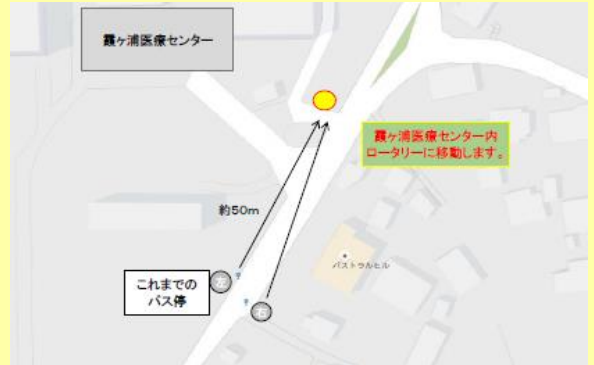 霞ヶ浦医療センター
霞ヶ浦医療センター内
ロータリーに移動します。
約50m
パストラルヒル
これまでの
バス停
左
右